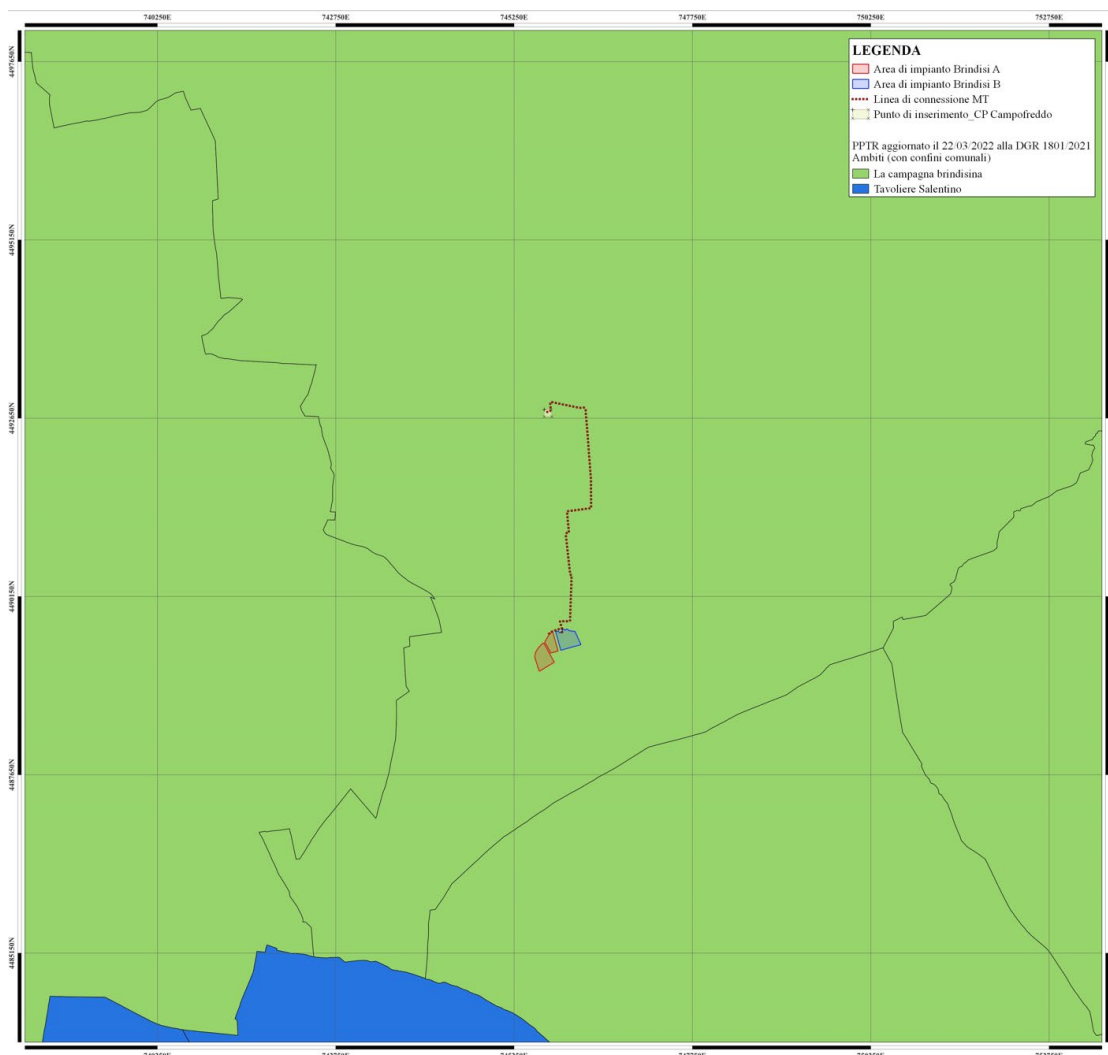 740250E 742750E 745250E 747750E 750250E 752750E
LEGENDA
Area di impianto Brindisi A
Area di impianto Brindisi B
Linea di connessione MT
Punto di inserimento_CP Campofreddo
PPTR aggiornato il 22/03/2022 alla DGR 1801/2021
Ambiti (con confini comunali)
La campagna brindisina
Tavoliere Salentino
4497650N
4495150N
4492650N
4490150N
4487650N
4485150N